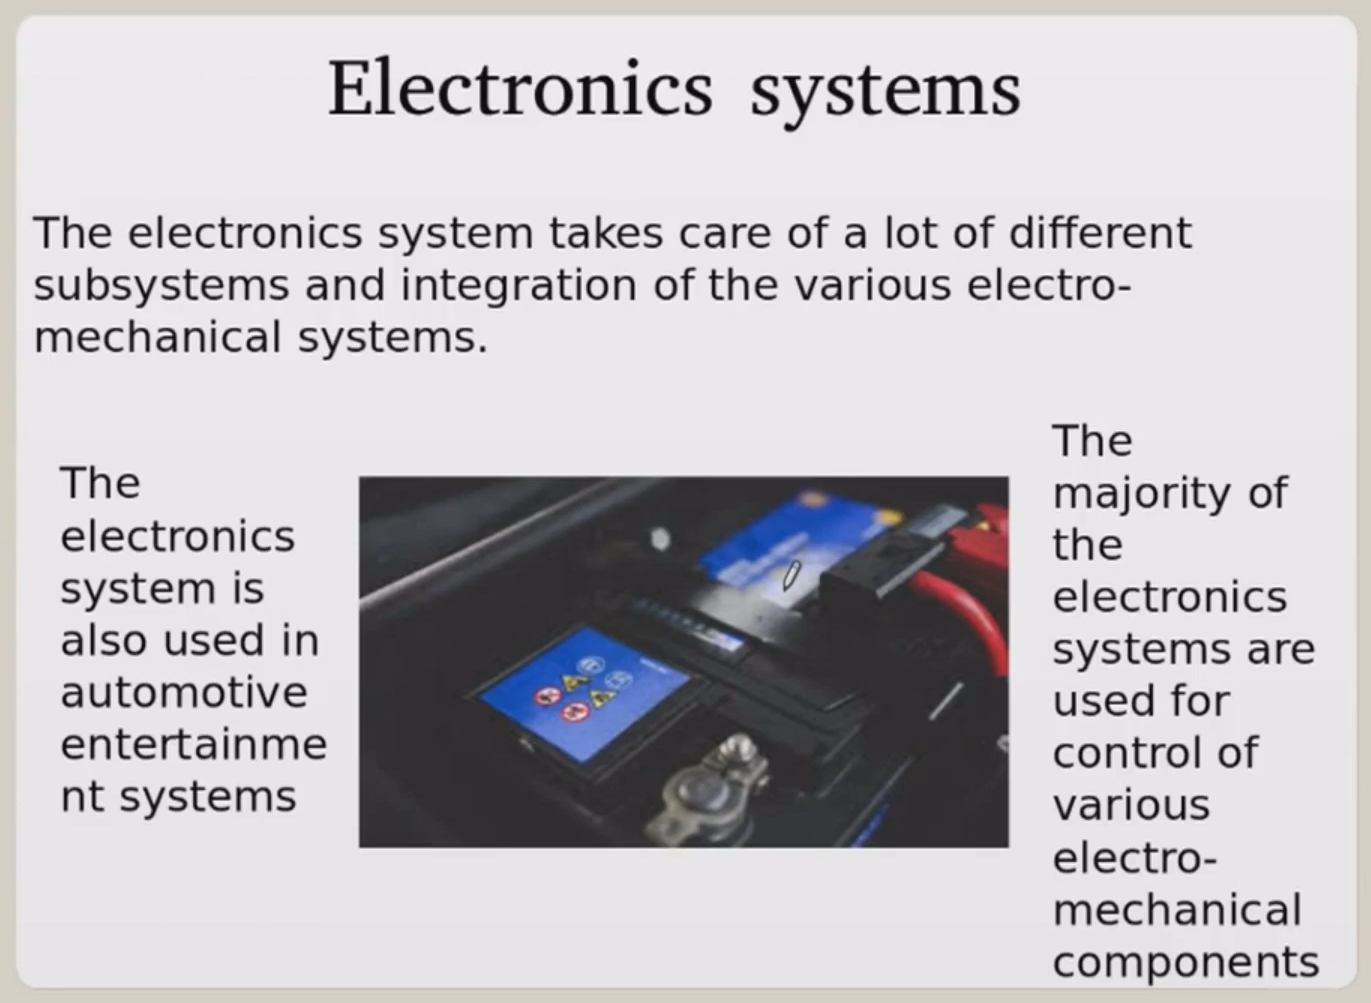 Electronics systems
The electronics system takes care of a lot of different
subsystems and integration of the various electro-
mechanical systems.
The
electronics
system is
also used in
automotive
entertainme
nt systems
The
majority of
the
electronics
systems are
used for
control of
various
electro-
mechanical
components